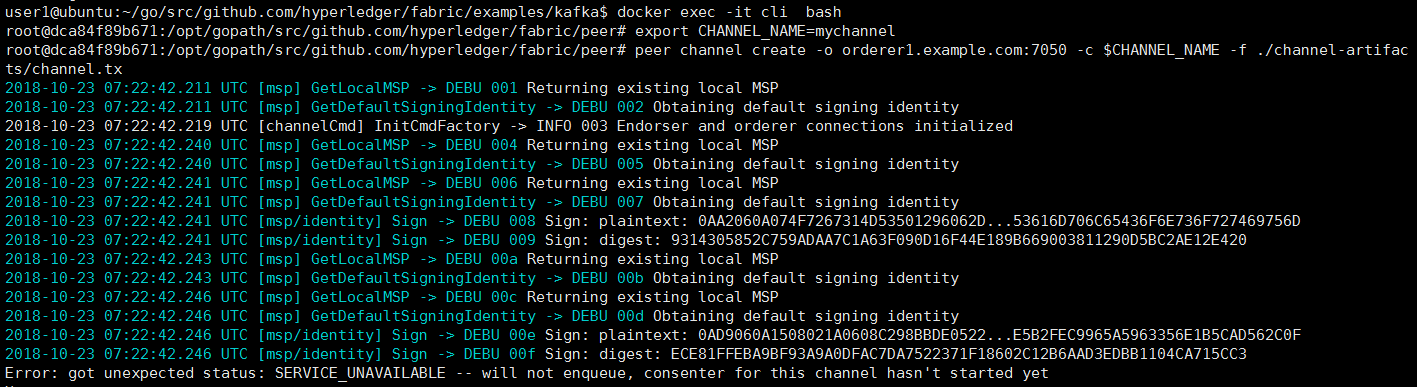 user1@ubuntu:~/go/src/github.com/hyperledger/fabric/examples/kafka$ docker exec -it cli  bash
root@dca84f89b671:/opt/gopath/src/github.com/hyperledger/fabric/peer# export CHANNEL_NAME=mychannel
root@dca84f89b671:/opt/gopath/src/github.com/hyperledger/fabric/peer# peer channel create -o orderer1.example.com:7050 -c $CHANNEL_NAME -f ./channel-artifac
ts/channel.tx
2018-10-23 07:22:42.211 UTC [msp] GetLocalMSP -> DEBU 001 Returning existing local MSP
2018-10-23 07:22:42.211 UTC [msp] GetDefaultSigningIdentity -> DEBU 002 Obtaining default signing identity
2018-10-23 07:22:42.219 UTC [channelCmd] InitCmdFactory -> INFO 003 Endorser and orderer connections initialized
2018-10-23 07:22:42.240 UTC [msp] GetLocalMSP -> DEBU 004 Returning existing local MSP
2018-10-23 07:22:42.240 UTC [msp] GetDefaultSigningIdentity -> DEBU 005 Obtaining default signing identity
2018-10-23 07:22:42.241 UTC [msp] GetLocalMSP -> DEBU 006 Returning existing local MSP
2018-10-23 07:22:42.241 UTC [msp] GetDefaultSigningIdentity -> DEBU 007 Obtaining default signing identity
2018-10-23 07:22:42.241 UTC [msp/identity] Sign -> DEBU 008 Sign: plaintext: 0AA2060A074F7267314D53501296062D...53616D706C65436F6E736F727469756D
2018-10-23 07:22:42.241 UTC [msp/identity] Sign -> DEBU 009 Sign: digest: 9314305852C759ADAA7C1A63F090D16F44E189B669003811290D5BC2AE12E420
2018-10-23 07:22:42.243 UTC [msp] GetLocalMSP -> DEBU 00a Returning existing local MSP
2018-10-23 07:22:42.243 UTC [msp] GetDefaultSigningIdentity -> DEBU 00b Obtaining default signing identity
2018-10-23 07:22:42.246 UTC [msp] GetLocalMSP -> DEBU 00c Returning existing local MSP
2018-10-23 07:22:42.246 UTC [msp] GetDefaultSigningIdentity -> DEBU 00d Obtaining default signing identity
2018-10-23 07:22:42.246 UTC [msp/identity] Sign -> DEBU 00e Sign: plaintext: 0AD9060A1508021A0608C298BBDE0522...E5B2FEC9965A5963356E1B5CAD562C0F
2018-10-23 07:22:42.246 UTC [msp/identity] Sign -> DEBU 00f Sign: digest: ECE81FFEBA9BF93A9A0DFAC7DA7522371F18602C12B6AAD3EDBB1104CA715CC3
Error: got unexpected status: SERVICE_UNAVAILABLE -- will not enqueue, consenter for this channel hasn't started yet